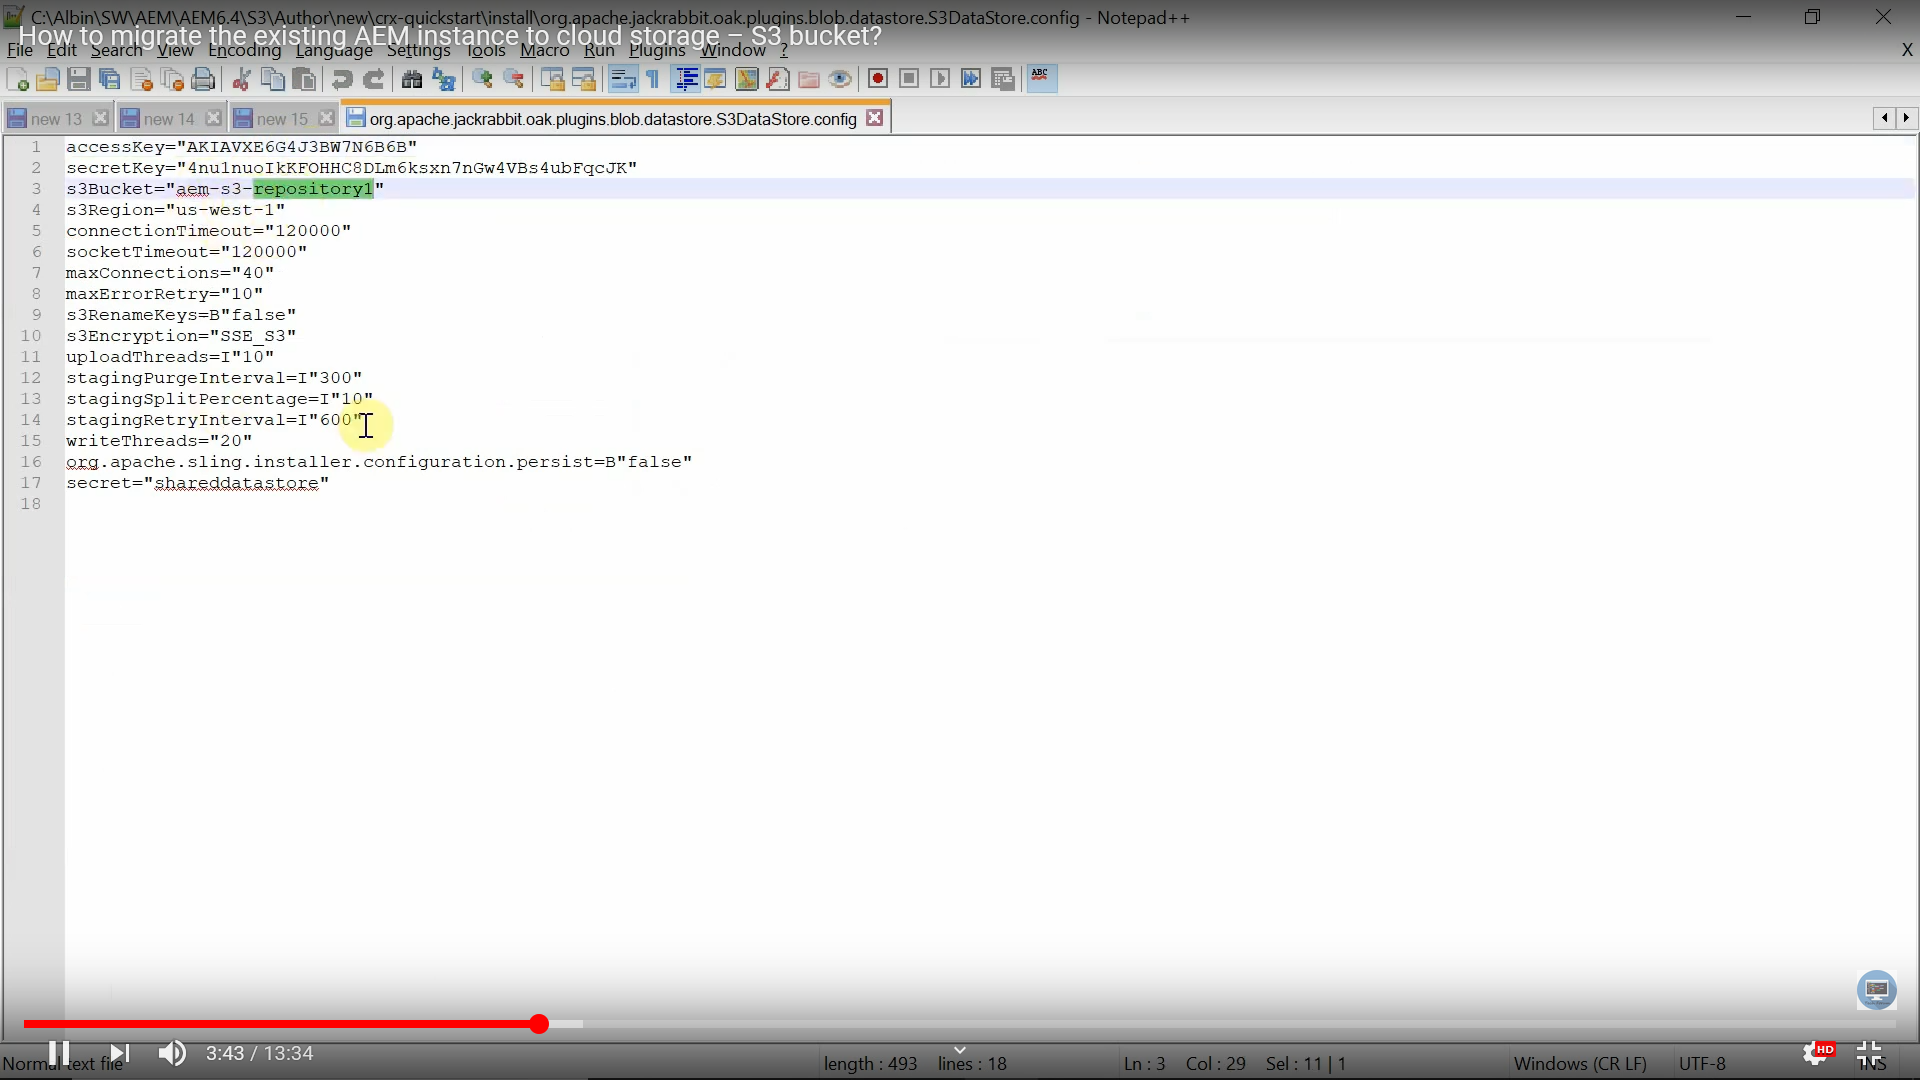 C:\Albin\SW\AEM\AEM6.4\S3\Author\new\crx-quickstart\install\org.apache.jackrabbit.oak.plugins.blob.datastore.S3DataStore.config - Notepad++
How to migrate the existing AEM instance to cloud storage – S3 bucket?
File Edit Search View Encoding Language Settings Tools Macro Run Plugins Window ? X
ABC
new 13 new 14 new 15 org.apache.jackrabbit.oak.plugins.blob.datastore.S3DataStore.config
1 accessKey="AKIAVXE6G4J3BW7N6B6B"
2 secretKey=
3 s3Bucket="aem-s3-repository1"
4 s3Region="us-west-1"
5 connectionTimeout="120000"
6 socketTimeout="120000"
7 maxConnections="40"
8 maxErrorRetry="10"
9 s3RenameKeys=B"false"
10 s3Encryption="SSE_S3"
11 uploadThreads=I"10"
12 stagingPurgeInterval=I"300"
13 stagingSplitPercentage=I"10"
14 stagingRetryInterval=I"600"
15 writeThreads="20"
16 org.apache.sling.installer.configuration.persist=B"false"
17 secret="shareddatastore"
18
3:43 / 13:34
HD
Normal text file length : 493 lines : 18 Ln : 3 Col : 29 Sel : 11 | 1 Windows (CR LF) UTF-8 INS